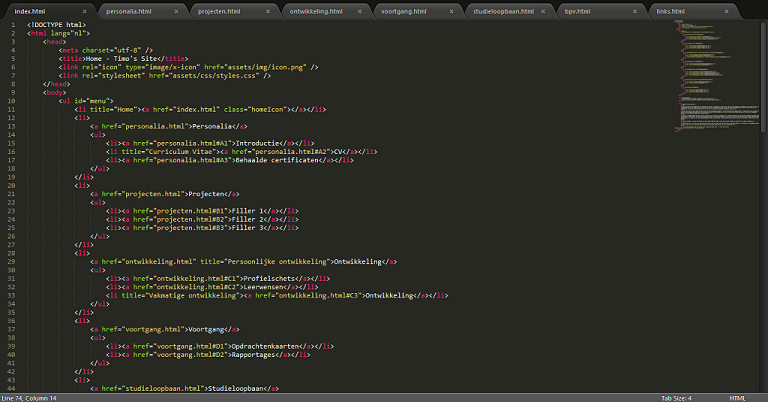 index.html personalia.html projecten.html ontwikkeling.html voortgang.html studieloopbaan.html bpv.html links.html
1 <!DOCTYPE html>
2 <html lang="nl">
3 <head>
4 <meta charset="utf-8" />
5 <title>Home - Timo's Site</title>
6 <link rel="icon" type="image/x-icon" href="assets/img/icon.png" />
7 <link rel="stylesheet" href="assets/css/styles.css" />
8 </head>
9 <body>
10 <ul id="menu">
11 <li title="Home"><a href="index.html" class="homeIcon"></a></li>
12 <li>
13 <a href="personalia.html">Personalia</a>
14 <ul>
15 <li><a href="personalia.html#A1">Introductie</a></li>
16 <li title="Curriculum Vitae"><a href="personalia.html#A2">CV</a></li>
17 <li><a href="personalia.html#A3">Behaalde certificaten</a></li>
18 </ul>
19 </li>
20 <li>
21 <a href="projecten.html">Projecten</a>
22 <ul>
23 <li><a href="projecten.html#B1">Filler 1</a></li>
24 <li><a href="projecten.html#B2">Filler 2</a></li>
25 <li><a href="projecten.html#B3">Filler 3</a></li>
26 </ul>
27 </li>
28 <li>
29 <a href="ontwikkeling.html" title="Persoonlijke ontwikkeling">Ontwikkeling</a>
30 <ul>
31 <li><a href="ontwikkeling.html#C1">Profielschets</a></li>
32 <li><a href="ontwikkeling.html#C2">Leerwensen</a></li>
33 <li title="Vakmatige ontwikkeling"><a href="ontwikkeling.html#C3">Ontwikkeling</a></li>
34 </ul>
35 </li>
36 <li>
37 <a href="voortgang.html">Voortgang</a>
38 <ul>
39 <li><a href="voortgang.html#D1">Opdrachtenkaarten</a></li>
40 <li><a href="voortgang.html#D2">Rapportages</a></li>
41 </ul>
42 </li>
43 <li>
44 <a href="studieloopbaan.html">Studieloopbaan</a>
Line 74, Column 14 Tab Size: 4 HTML